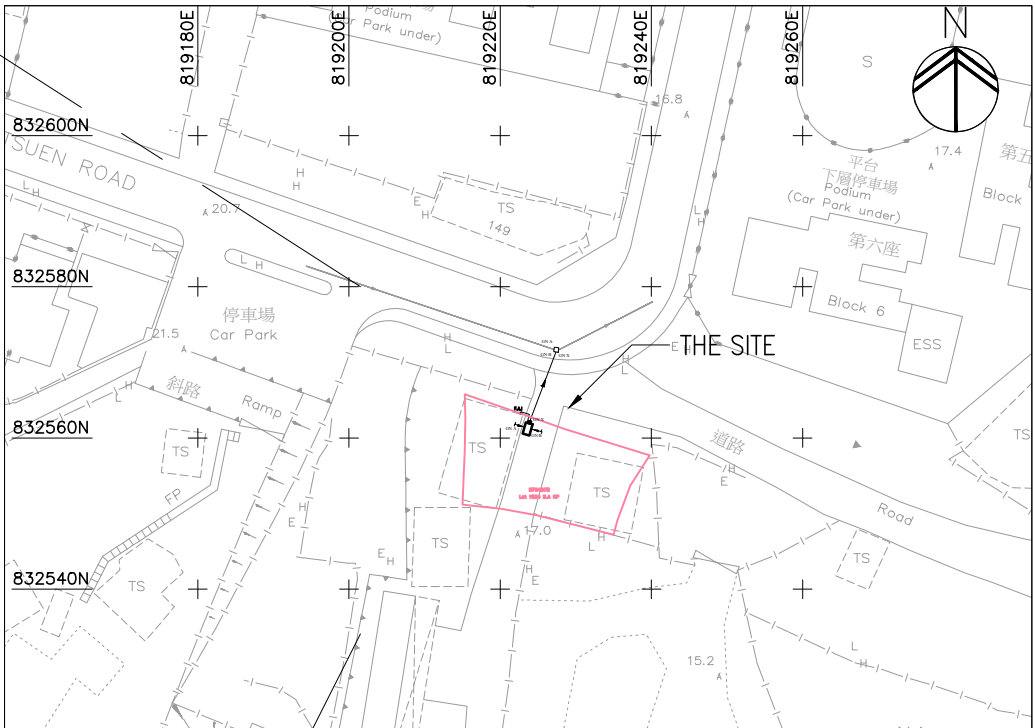 819180E
819200E
819220E
819240E
819260E
Podium
(Car Park under)
N
S
16.8
832600N
17.4
平台
下層停車場
Podium
(Car Park under)
第五
Block
TSUEN ROAD
L H
H
H
E
H
TS
149
L
H
20.7
第六座
832580N
L H
Block 6
停車場
Car Park
21.5
ESS
H
L
THE SITE
E H
H
L
斜路
Ramp
L
H
832560N
TS
TS
道路
TS
TS
H
E
FP
H
E
17.0
H
L
Road
TS
E
H
TS
832540N
TS
H
E
L
H
15.2